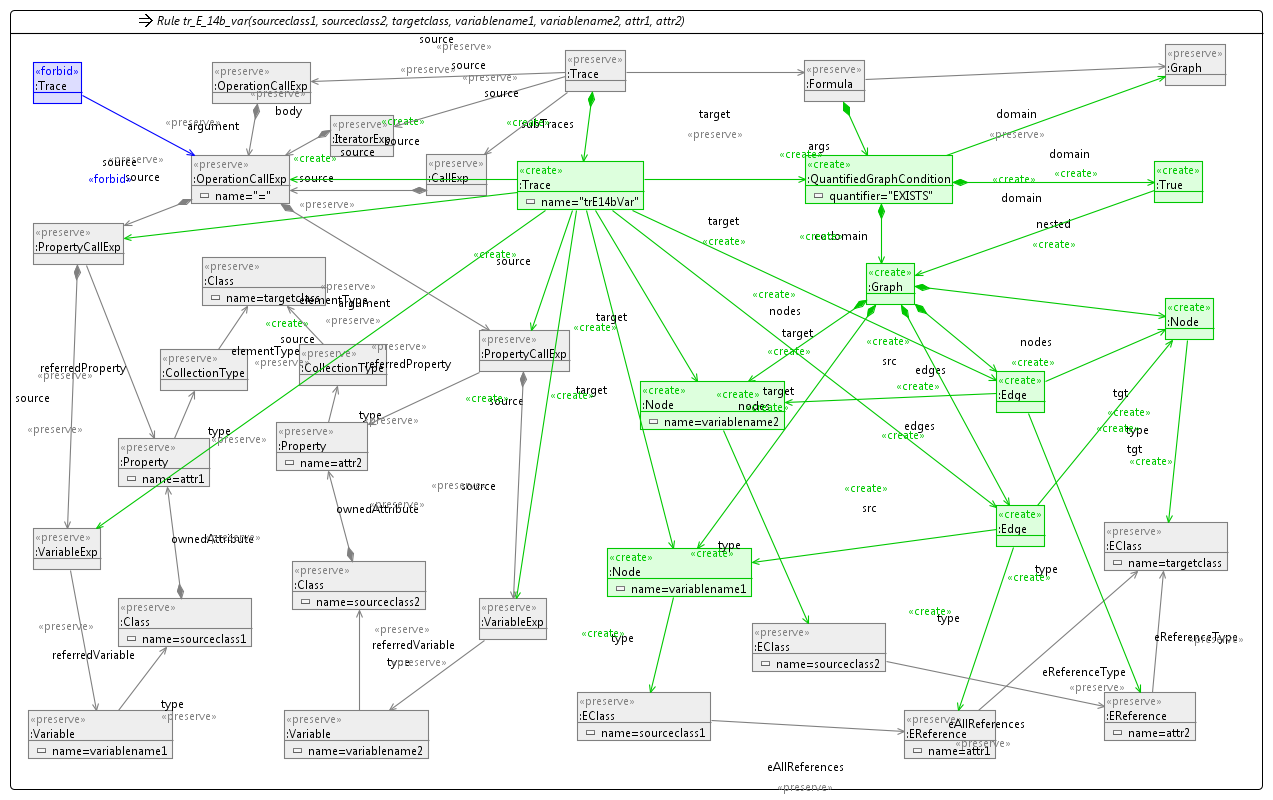 Rule tr_E_14b_var(sourceclass1, sourceclass2, targetclass, variablename1, variablename2, attr1, attr2)
«forbid»
:Trace
«preserve»
:OperationCallExp
«preserve»
:Trace
«preserve»
:Formula
«preserve»
:Graph
source
«preserve»
source
«preserve»
«preserve»
source
«preserve»
body
«preserve»
argument
«preserve»
:IteratorExp
source
«create»
source
«create»
subTraces
target
«preserve»
domain
«preserve»
args
«create»
source
«preserve»
source
«forbid»
«preserve»
:OperationCallExp
name="="
«create»
source
«preserve»
«preserve»
:CallExp
«create»
:Trace
name="trE14bVar"
«create»
:QuantifiedGraphCondition
quantifier="EXISTS"
domain
«create»
domain
«create»
:True
«preserve»
:PropertyCallExp
target
«create»
«create»
domain
nested
«create»
«create»
source
«preserve»
:Class
name=targetclass
«preserve»
elementType
argument
«preserve»
«create»
source
elementType
«preserve»
«create»
:Graph
«create»
nodes
target
«create»
target
«create»
«create»
:Node
«create»
src
edges
«create»
nodes
«create»
«preserve»
:PropertyCallExp
«preserve»
:CollectionType
«preserve»
:CollectionType
«preserve»
referredProperty
referredProperty
«preserve»
source
«preserve»
«create»
source
target
«create»
«create»
:Node
name=variablename2
«create»
target
nodes
«create»
«create»
:Edge
tgt
«create»
type
«create»
tgt
«create»
edges
«create»
type
«preserve»
type
«preserve»
«preserve»
:Property
name=attr1
«preserve»
:Property
name=attr2
«preserve»
source
«create»
src
ownedAttribute
«preserve»
ownedAttribute
«preserve»
«create»
:Edge
«preserve»
:EClass
name=targetclass
«preserve»
:VariableExp
«create»
:Node
name=variablename1
type
«create»
type
«create»
«preserve»
:Class
name=sourceclass2
«preserve»
:Class
name=sourceclass1
«preserve»
:VariableExp
«preserve»
referredVariable
«preserve»
referredVariable
type
«preserve»
«create»
type
«create»
type
«preserve»
:EClass
name=sourceclass2
eReferenceType
«preserve»
eReferenceType
«preserve»
type
«preserve»
«preserve»
:Variable
name=variablename1
«preserve»
:Variable
name=variablename2
«preserve»
:EClass
name=sourceclass1
«preserve»
:EReference
name=attr1
eAllReferences
«preserve»
«preserve»
:EReference
name=attr2
eAllReferences
«preserve»